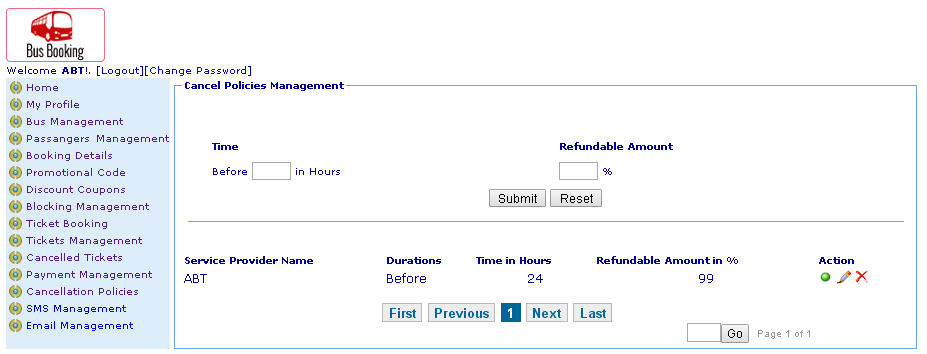 Bus Booking
Welcome ABT!. [Logout][Change Password]
Home
My Profile
Bus Management
Passangers Management
Booking Details
Promotional Code
Discount Coupons
Blocking Management
Ticket Booking
Tickets Management
Cancelled Tickets
Payment Management
Cancellation Policies
SMS Management
Email Management
Cancel Policies Management
Time Refundable Amount
Before in Hours %
Submit Reset
Service Provider Name Durations Time in Hours Refundable Amount in % Action
ABT Before 24 99
First Previous 1 Next Last
Go Page 1 of 1